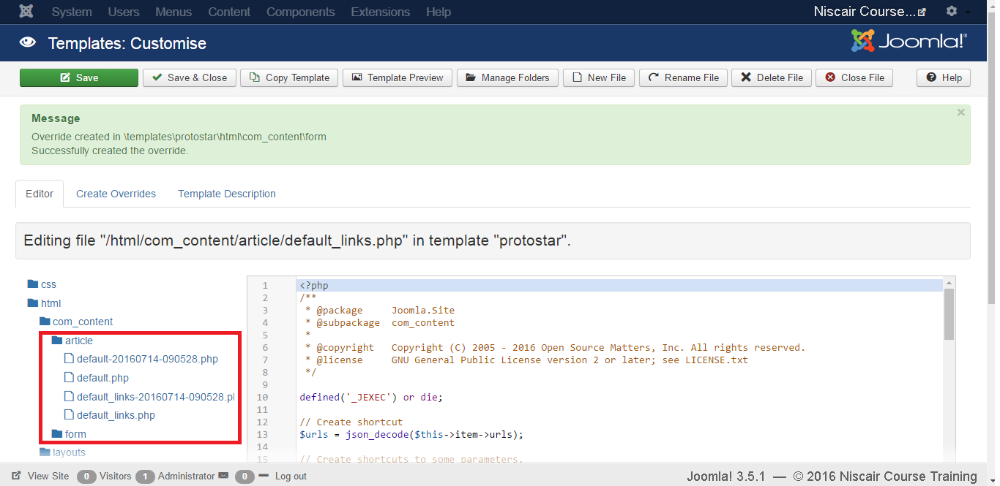 System Users Menus Content Components Extensions Help Niscair Course...
Templates: Customise Joomla!®
Save Save & Close Copy Template Template Preview Manage Folders New File Rename File Delete File Close File Help
Message
Override created in \templates\protostar\html\com_content\form
Successfully created the override.
Editor Create Overrides Template Description
Editing file "/html/com_content/article/default_links.php" in template "protostar".
css
html
com_content
article
default-20160714-090528.php
default.php
default_links-20160714-090528.pl
default_links.php
form
layouts
1 <?php
2 /**
3 * @package Joomla.Site
4 * @subpackage com_content
5 *
6 * @copyright Copyright (C) 2005 - 2016 Open Source Matters, Inc. All rights reserved.
7 * @license GNU General Public License version 2 or later; see LICENSE.txt
8 */
9
10 defined('_JEXEC') or die;
11
12 // Create shortcut
13 $urls = json_decode($this->item->urls);
14
15 // Create shortcuts to some parameters.
View Site 0 Visitors 1 Administrator 0 Log out Joomla! 3.5.1 — © 2016 Niscair Course Training